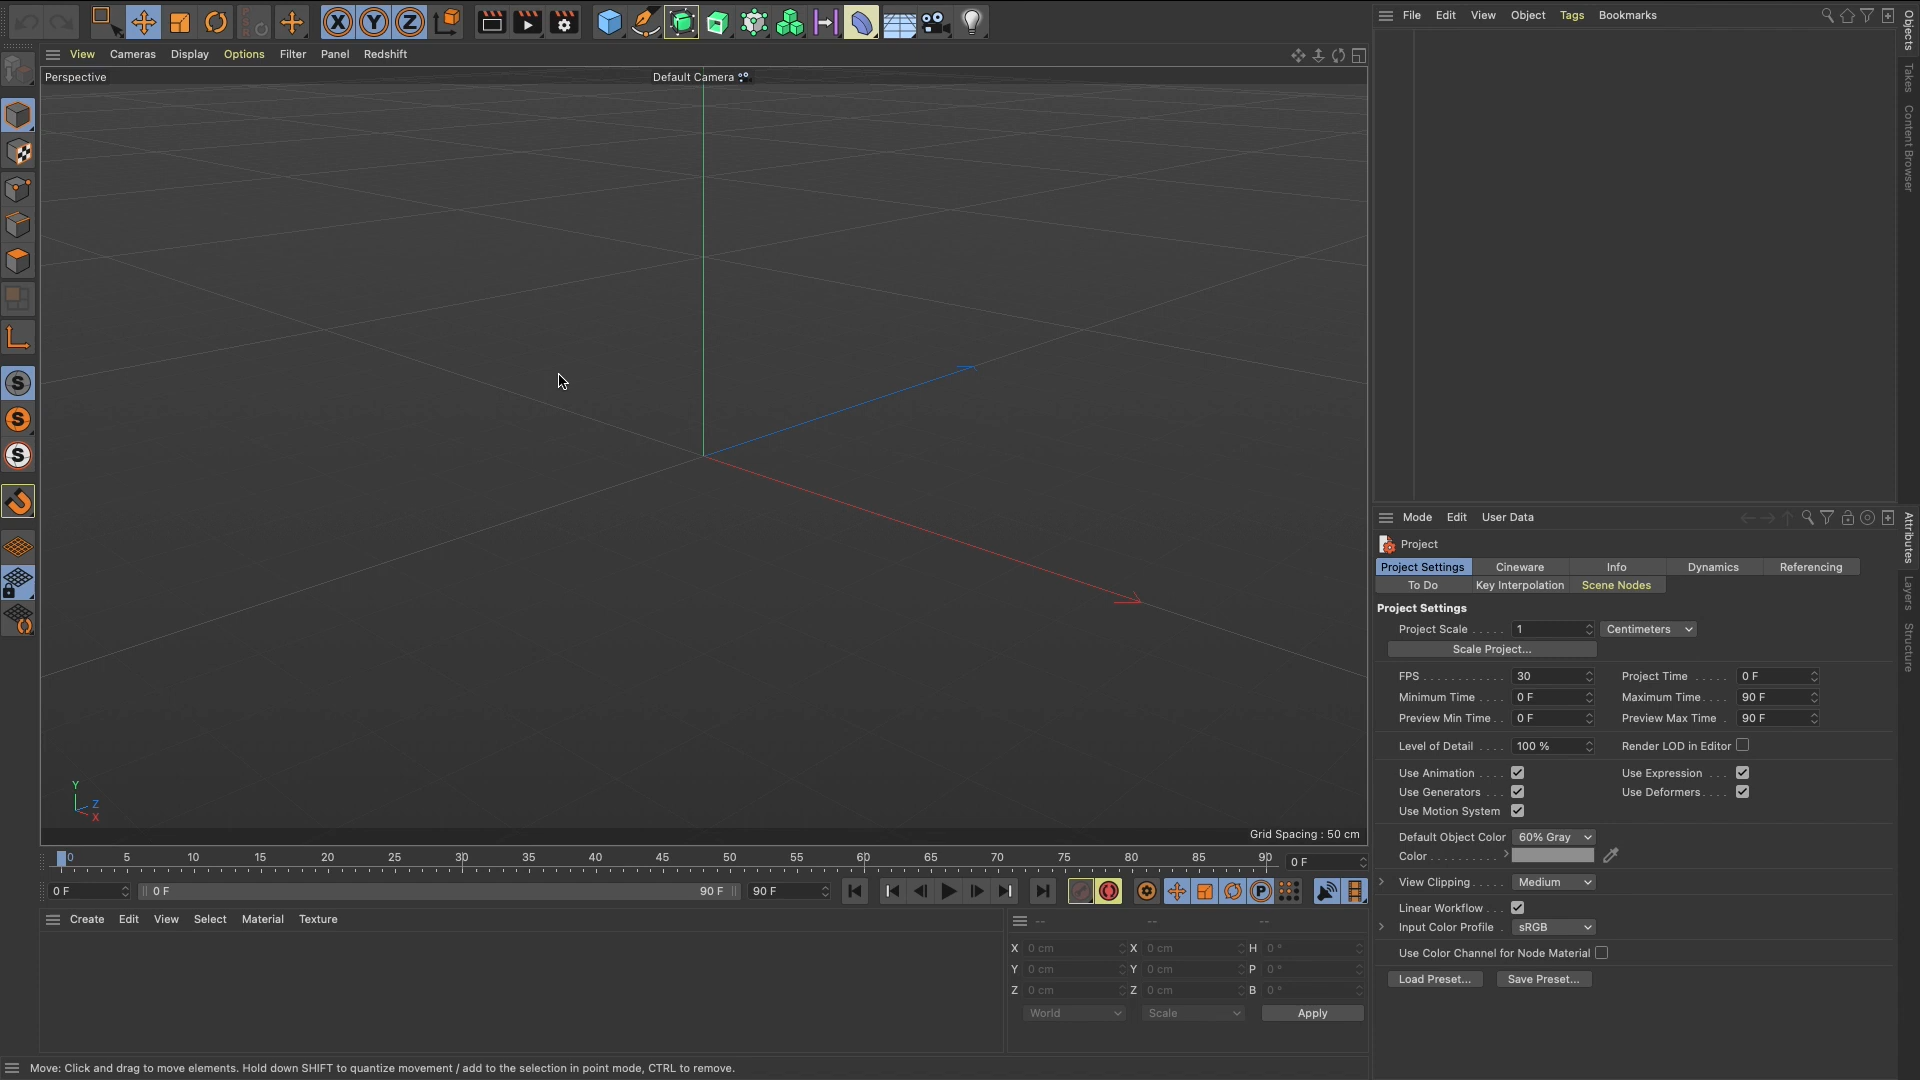 File Edit View Object Tags Bookmarks
Objects
Takes
Content Browser
View Cameras Display Options Filter Panel Redshift
Perspective
Default Camera
X Y Z
S
S
S
Y
Z
X
Grid Spacing : 50 cm
0 5 10 15 20 25 30 35 40 45 50 55 60 65 70 75 80 85 90 0 F
0 F 0 F 90 F 90 F P
Create Edit View Select Material Texture
-- -- --
X 0 cm X 0 cm H 0 °
Y 0 cm Y 0 cm P 0 °
Z 0 cm Z 0 cm B 0 °
World Scale Apply
Move: Click and drag to move elements. Hold down SHIFT to quantize movement / add to the selection in point mode, CTRL to remove.
Mode Edit User Data
Attributes
Layers
Structure
Project
Project Settings Cineware Info Dynamics Referencing
To Do Key Interpolation Scene Nodes
Project Settings
Project Scale 1 Centimeters
Scale Project...
FPS 30 Project Time 0 F
Minimum Time 0 F Maximum Time 90 F
Preview Min Time 0 F Preview Max Time 90 F
Level of Detail 100 % Render LOD in Editor
Use Animation Use Expression
Use Generators Use Deformers
Use Motion System
Default Object Color 60% Gray
Color
View Clipping Medium
Linear Workflow
Input Color Profile sRGB
Use Color Channel for Node Material
Load Preset... Save Preset...